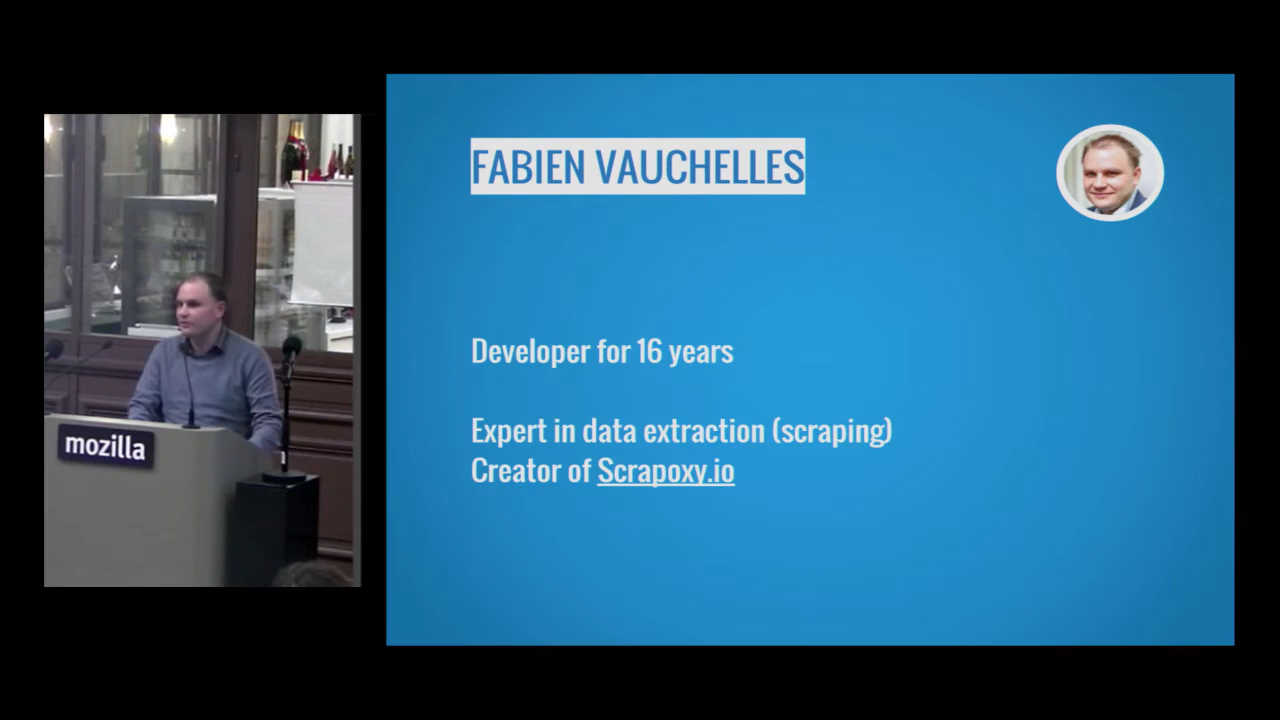 mozilla
FABIEN VAUCHELLES
Developer for 16 years
Expert in data extraction (scraping)
Creator of Scrapoxy.io